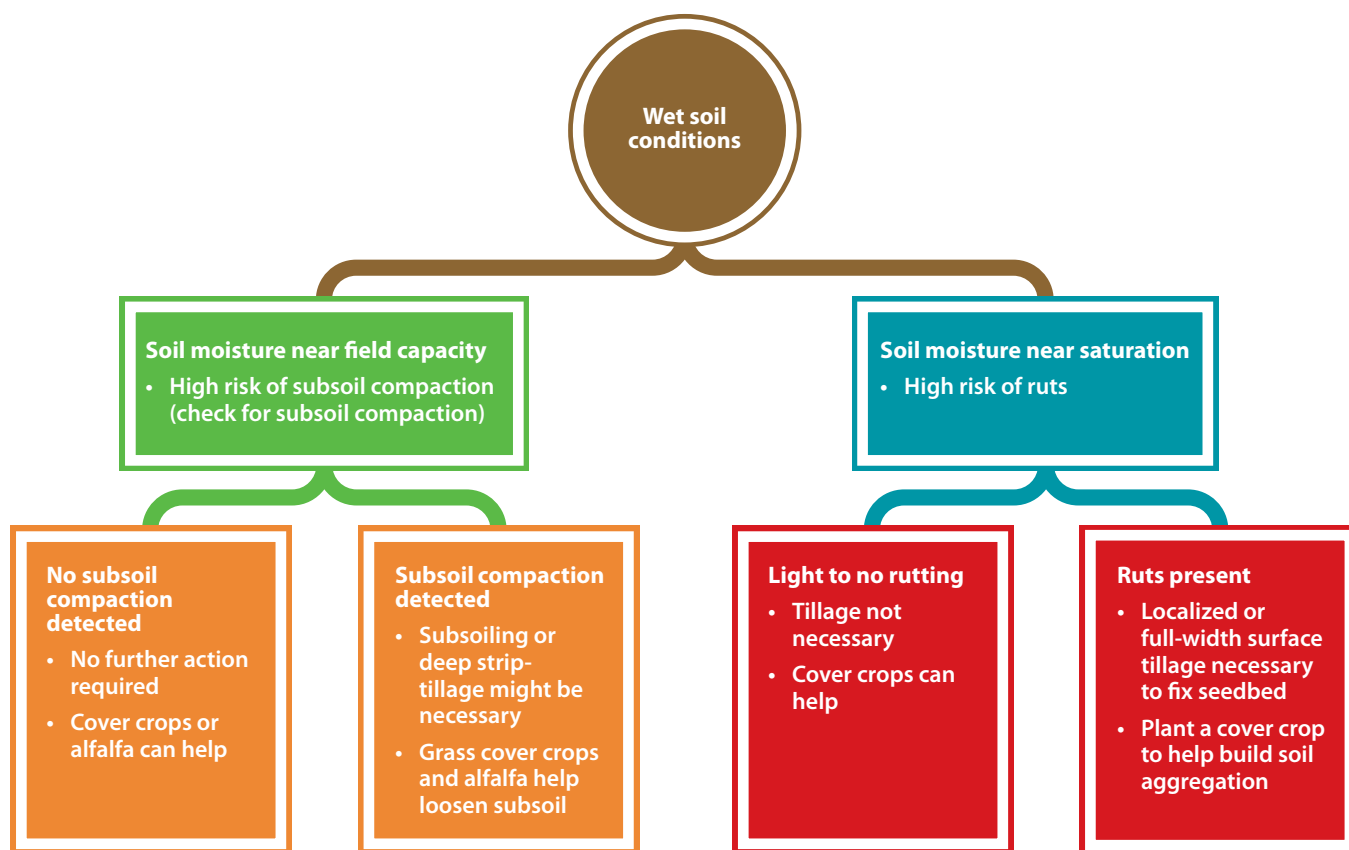 Wet soil
conditions
Soil moisture near field capacity
• High risk of subsoil compaction
(check for subsoil compaction)
Soil moisture near saturation
• High risk of ruts
No subsoil
compaction
detected
• No further action
required
• Cover crops or
alfalfa can help
Subsoil compaction
detected
• Subsoiling or
deep strip-
tillage might be
necessary
• Grass cover crops
and alfalfa help
loosen subsoil
Light to no rutting
• Tillage not
necessary
• Cover crops can
help
Ruts present
• Localized or
full-width surface
tillage necessary
to fix seedbed
• Plant a cover crop
to help build soil
aggregation